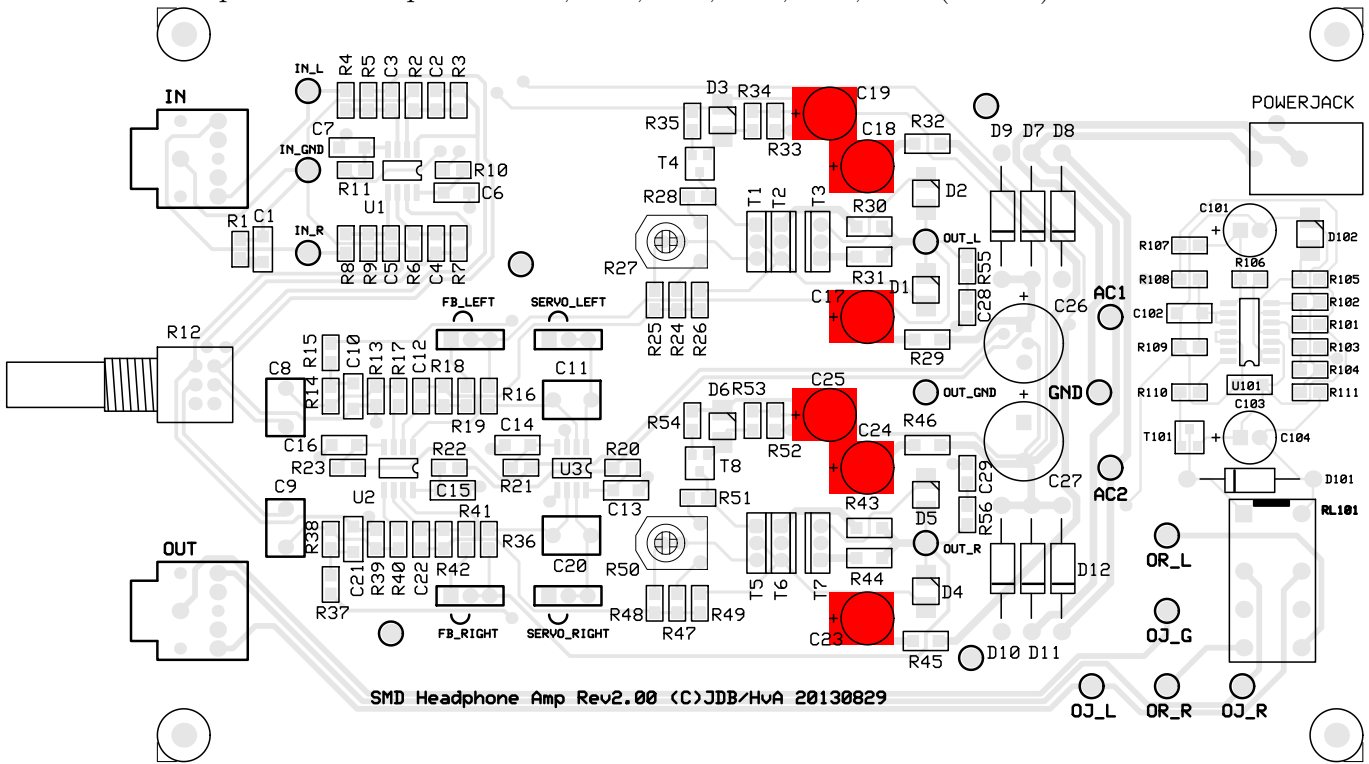 IN
IN_L
R4
R5
C3
R2
C2
R3
C7
IN_GND
R11
R10
C6
U1
R1
C1
IN_R
R8
R9
C5
R6
C4
R7
D3
R34
R35
R33
C19
C18
T4
R28
R32
D2
T1
T2
T3
R30
OUT_L
R31
R27
R25
R24
R26
C17
D1
R55
C28
R29
D9
D7
D8
C26
AC1
POWERJACK
C101
D102
R107
R106
R108
R105
C102
R102
R101
R109
R103
R104
R110
U101
R111
C103
T101
C104
D101
RL101
R12
FB_LEFT
SERVO_LEFT
R15
C10
R13
R17
C12
R18
C8
R14
R16
C11
R19
C16
C14
R23
R22
R21
U3
R20
U2
C15
C13
C9
R38
C21
R39
R40
C22
R41
R42
R36
C20
R37
FB_RIGHT
SERVO_RIGHT
OUT
D6
R53
R54
R52
C25
C24
OUT_GND
GND
R46
T8
R51
R43
C29
R56
D5
C27
AC2
R50
T5
T6
T7
OUT_R
R44
D4
R48
R47
R49
C23
R45
D10
D11
D12
OR_L
OJ_G
OJ_L
OR_R
OJ_R
SMD Headphone Amp Rev2.00 (C)JDB/HvA 20130829